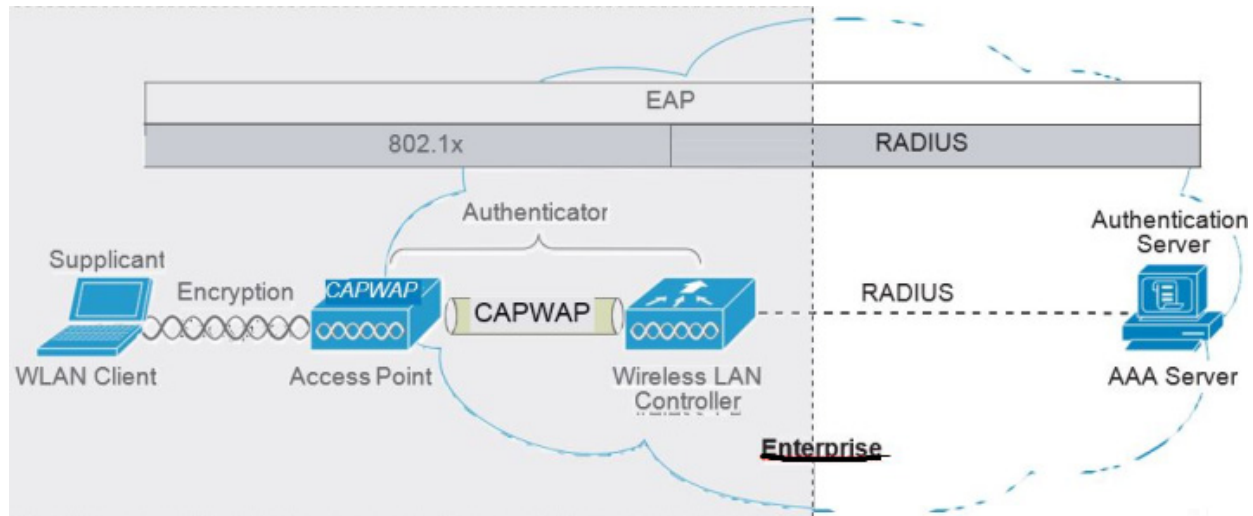 EAP
802.1x
RADIUS
Authenticator
Authentication
Server
Supplicant
Encryption
CAPWAP
CAPWAP
RADIUS
WLAN Client
Access Point
Wireless LAN
Controller
AAA Server
Enterprise